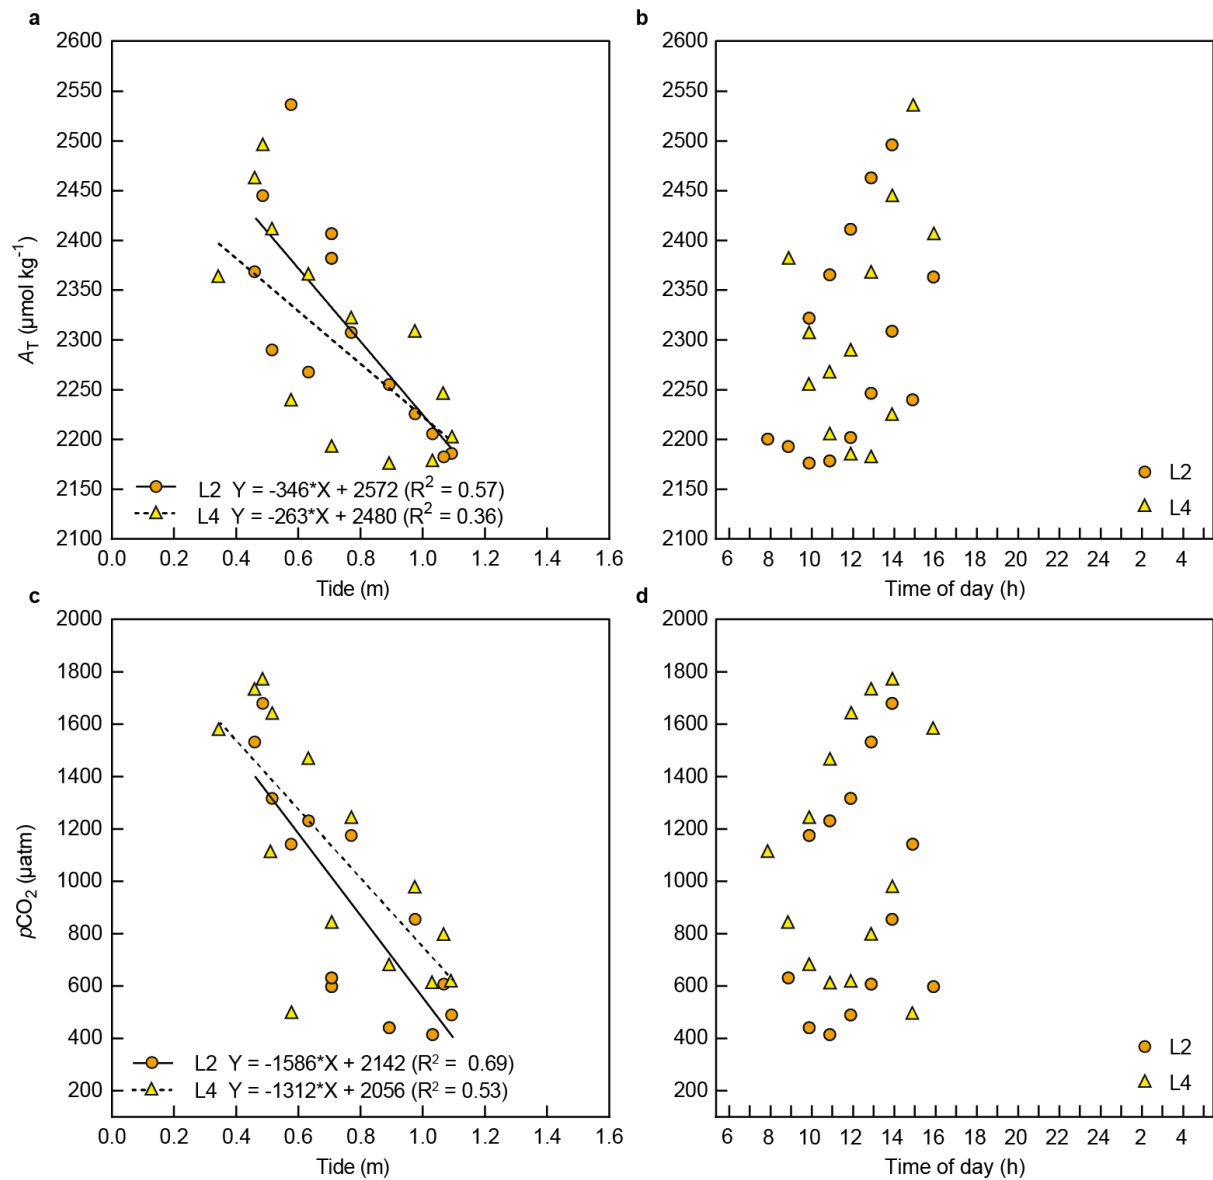 a
2600
2550
2500
2450
2400
2350
2300
2250
2200
2150
2100
A_T (µmol kg⁻¹)
L2 Y = -346*X + 2572 (R² = 0.57)
L4 Y = -263*X + 2480 (R² = 0.36)
0.0 0.2 0.4 0.6 0.8 1.0 1.2 1.4 1.6
Tide (m)
b
2600
2550
2500
2450
2400
2350
2300
2250
2200
2150
2100
L2
L4
6 8 10 12 14 16 20 22 24 2 4
Time of day (h)
c
2000
1800
1600
1400
1200
1000
800
600
400
200
pCO₂ (µatm)
L2 Y = -1586*X + 2142 (R² = 0.69)
L4 Y = -1312*X + 2056 (R² = 0.53)
0.0 0.2 0.4 0.6 0.8 1.0 1.2 1.4 1.6
Tide (m)
d
2000
1800
1600
1400
1200
1000
800
600
400
200
L2
L4
6 8 10 12 14 16 20 22 24 2 4
Time of day (h)